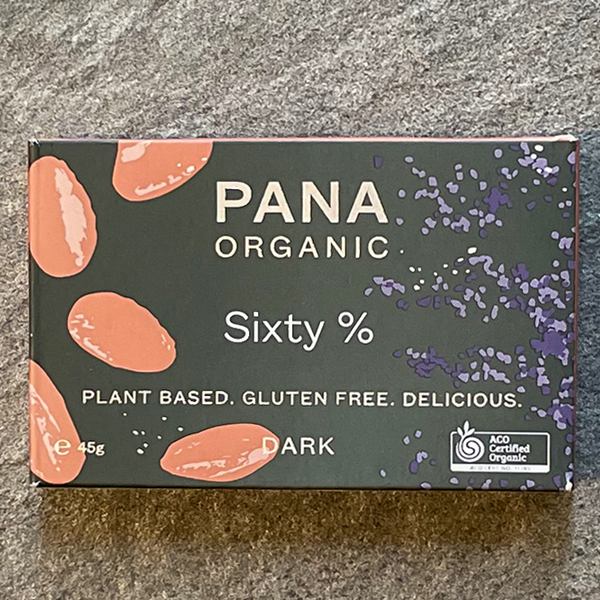 PANA
ORGANIC
Sixty %
PLANT BASED. GLUTEN FREE. DELICIOUS.
℮ 45g
DARK
ACO
Certified
Organic